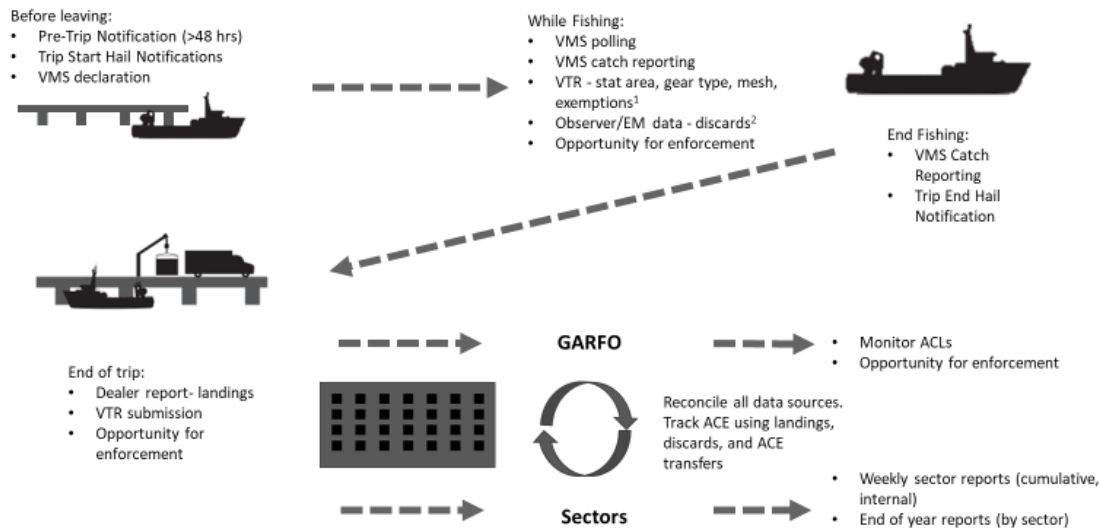 Before leaving:
• Pre-Trip Notification (>48 hrs)
• Trip Start Hail Notifications
• VMS declaration
While Fishing:
• VMS polling
• VMS catch reporting
• VTR - stat area, gear type, mesh,
exemptions¹
• Observer/EM data - discards²
• Opportunity for enforcement
End Fishing:
• VMS Catch
Reporting
• Trip End Hail
Notification
End of trip:
• Dealer report- landings
• VTR submission
• Opportunity for
enforcement
GARFO
• Monitor ACLs
• Opportunity for enforcement
Reconcile all data sources.
Track ACE using landings,
discards, and ACE
transfers
Sectors
• Weekly sector reports (cumulative,
internal)
• End of year reports (by sector)